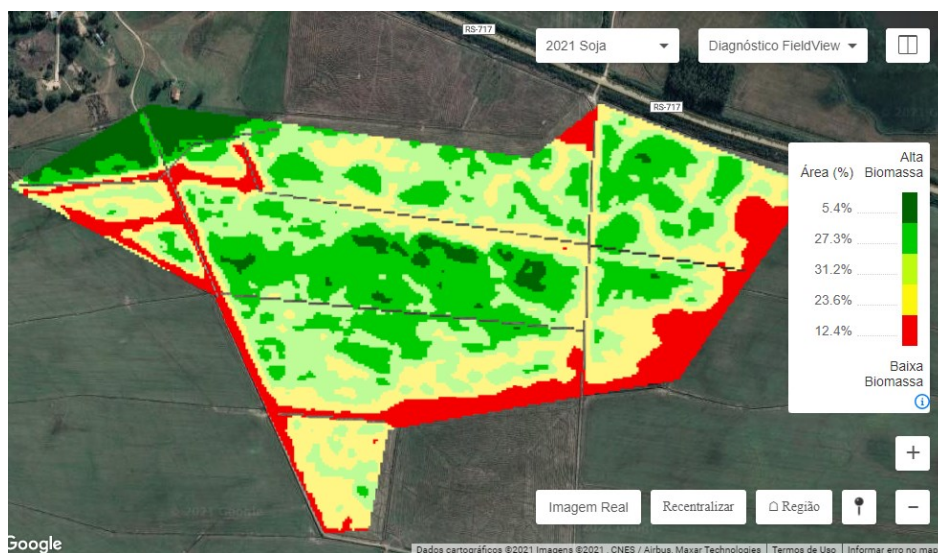 RS-717
2021 Soja
Diagnóstico FieldView
RS-717
Alta
Área (%) Biomassa
5.4%
27.3%
31.2%
23.6%
12.4%
Baixa
Biomassa
i
+
Imagem Real
Recentralizar
Região
−
© 2021 Google
Google
Dados cartográficos ©2021 Imagens ©2021 , CNES / Airbus, Maxar Technologies
Termos de Uso
Informar erro no map